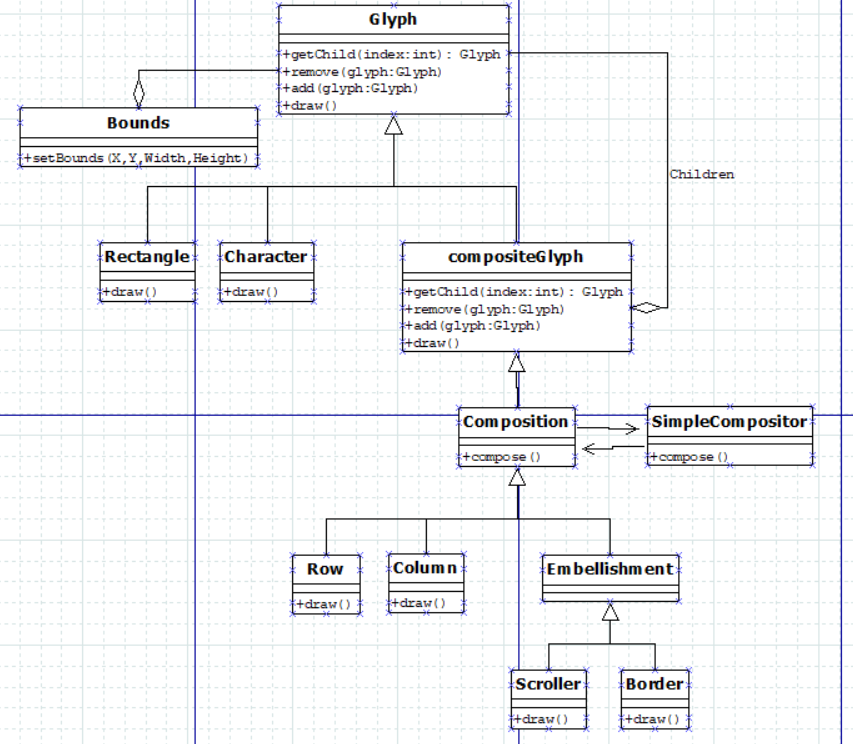 Glyph
+getChild(index:int): Glyph
+remove(glyph:Glyph)
+add(glyph:Glyph)
+draw()
Bounds
+setBounds(X,Y,Width,Height)
Children
Rectangle
+draw()
Character
+draw()
compositeGlyph
+getChild(index:int): Glyph
+remove(glyph:Glyph)
+add(glyph:Glyph)
+draw()
Composition
+compose()
SimpleCompositor
+compose()
Row
+draw()
Column
+draw()
Embellishment
Scroller
+draw()
Border
+draw()